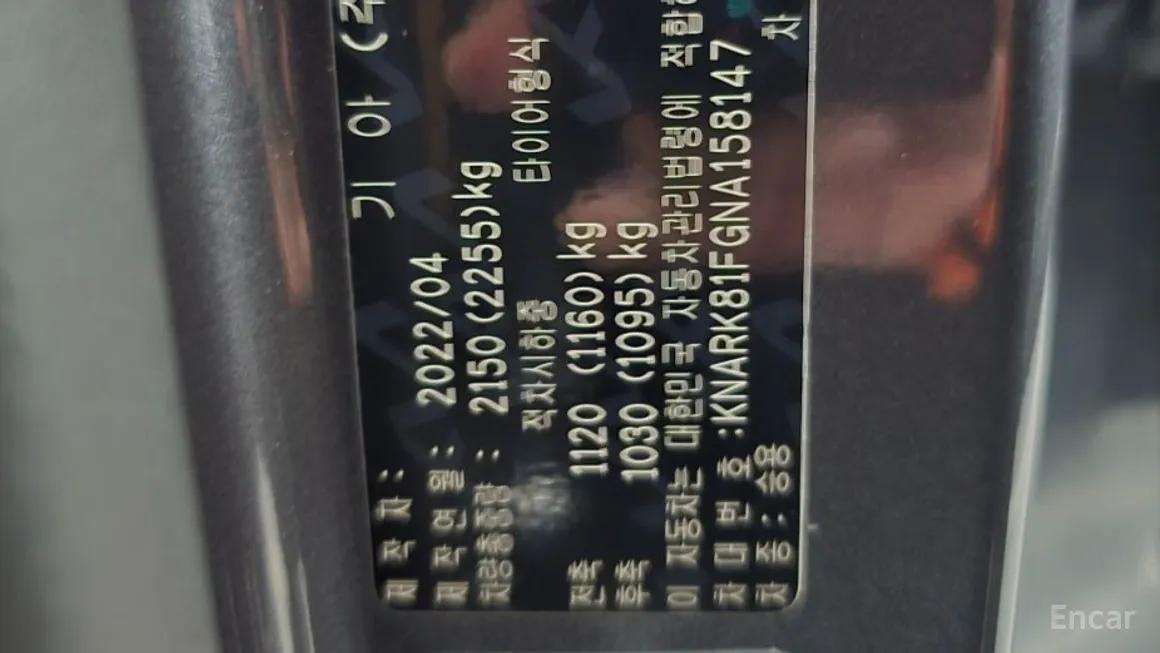 제 작 자 : 기 아 (주
제 작 연 월 : 2022/04
차량총중량 : 2150(2255)kg
적차시하중 타이어형식
전축 1120 (1160)kg
후축 1030 (1095)kg
이 자동차는 대한민국 자동차관리법령에 적합하
차 대 번 호 :KNARK81FGNA158147
차 종 : 승용 차
Encar